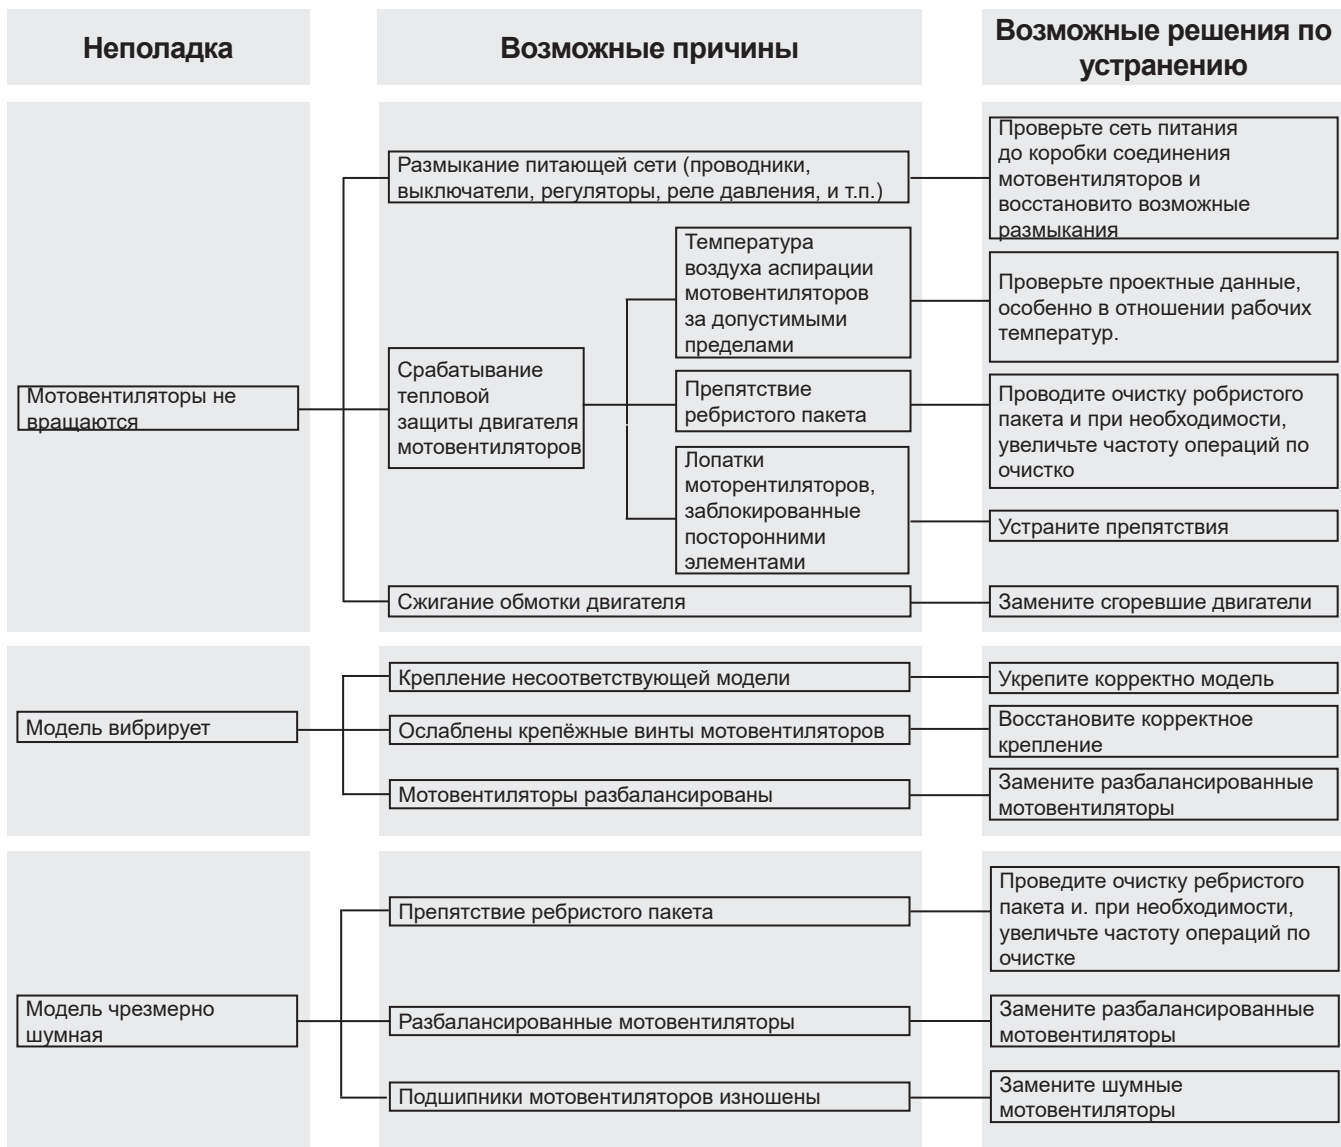 Неполадка
Возможные причины
Возможные решения по
устранению
Мотовентиляторы не
вращаются
Размыкание питающей сети (проводники,
выключатели, регуляторы, реле давления, и т.п.)
Проверьте сеть питания
до коробки соединения
мотовентиляторов и
восстановито возможные
размыкания
Срабатывание
тепловой
защиты двигателя
мотовентиляторов
Температура
воздуха аспирации
мотовентиляторов
за допустимыми
пределами
Проверьте проектные данные,
особенно в отношении рабочих
температур.
Препятствие
ребристого пакета
Проводите очистку робристого
пакета и при необходимости,
увеличьте частоту операций по
очистко
Лопатки
моторентиляторов,
заблокированные
посторонними
элементами
Устраните препятствия
Сжигание обмотки двигателя
Замените сгоревшие двигатели
Модель вибрирует
Крепление несоответствующей модели
Укрепите корректно модель
Ослаблены крепёжные винты мотовентиляторов
Восстановите корректное
крепление
Мотовентиляторы разбалансированы
Замените разбалансированные
мотовентиляторы
Модель чрезмерно
шумная
Препятствие ребристого пакета
Проведите очистку ребристого
пакета и. при необходимости,
увеличьте частоту операций по
очистке
Разбалансированные мотовентиляторы
Замените разбалансированные
мотовентиляторы
Подшипники мотовентиляторов изношены
Замените шумные
мотовентиляторы